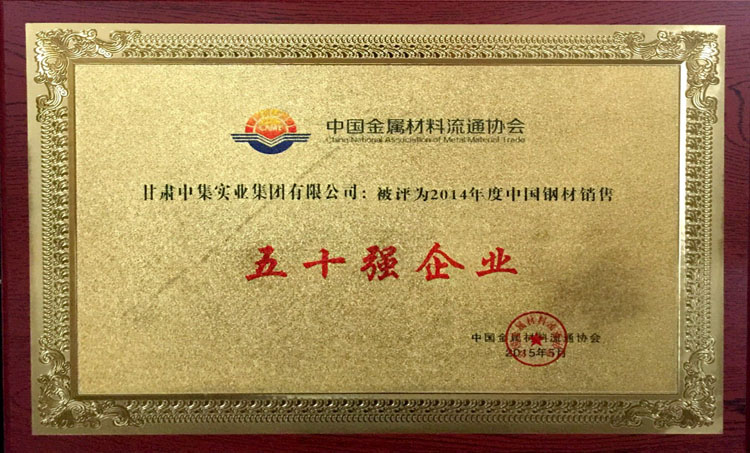 中国金属材料流通协会
China National Association of Metal Material Trade
甘肃中集实业集团有限公司：被评为2014年度中国钢材销售
五十强企业
中国金属材料流通协会
2015年5月